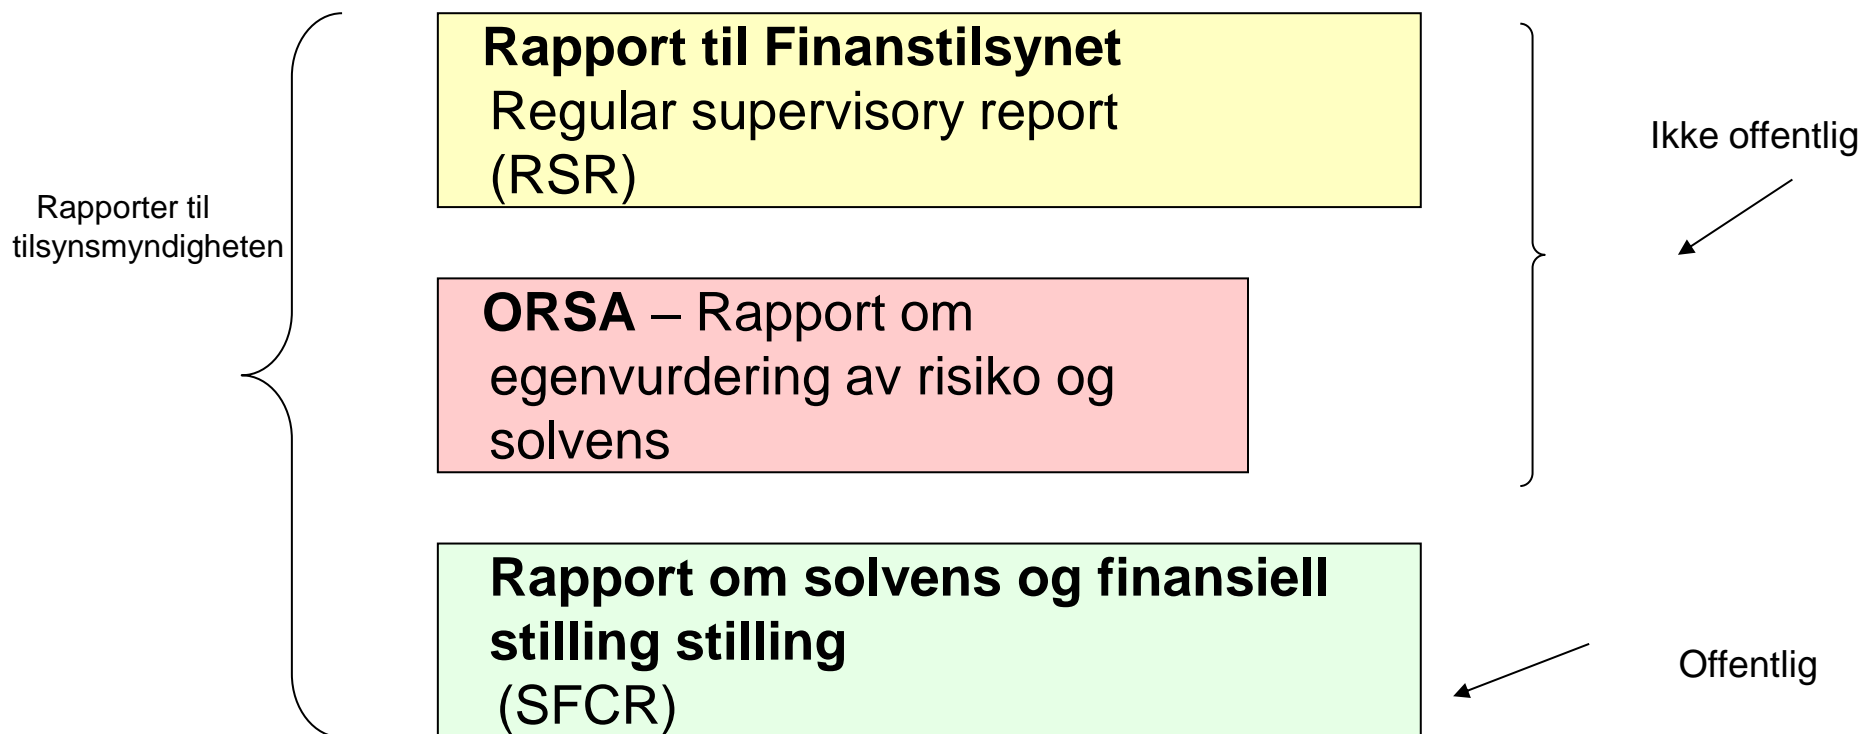 Rapporter til
tilsynsmyndigheten
Rapport til Finanstilsynet
Regular supervisory report
(RSR)
ORSA – Rapport om
egenvurdering av risiko og
solvens
Rapport om solvens og finansiell
stilling stilling
(SFCR)
Ikke offentlig
Offentlig